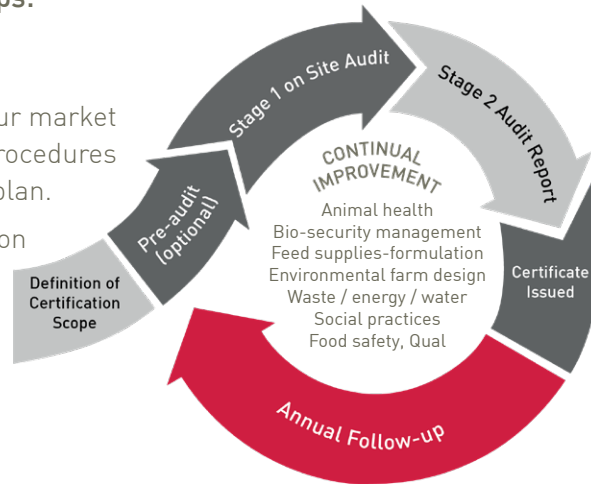 ps:
ur market
rocedures
plan.
on
Definition of
Certification
Scope
Pre-audit
(optional)
Stage 1 on Site Audit
Stage 2 Audit Report
Certificate
Issued
Annual Follow-up
CONTINUAL
IMPROVEMENT
Animal health
Bio-security management
Feed supplies-formulation
Environmental farm design
Waste / energy / water
Social practices
Food safety, Qual